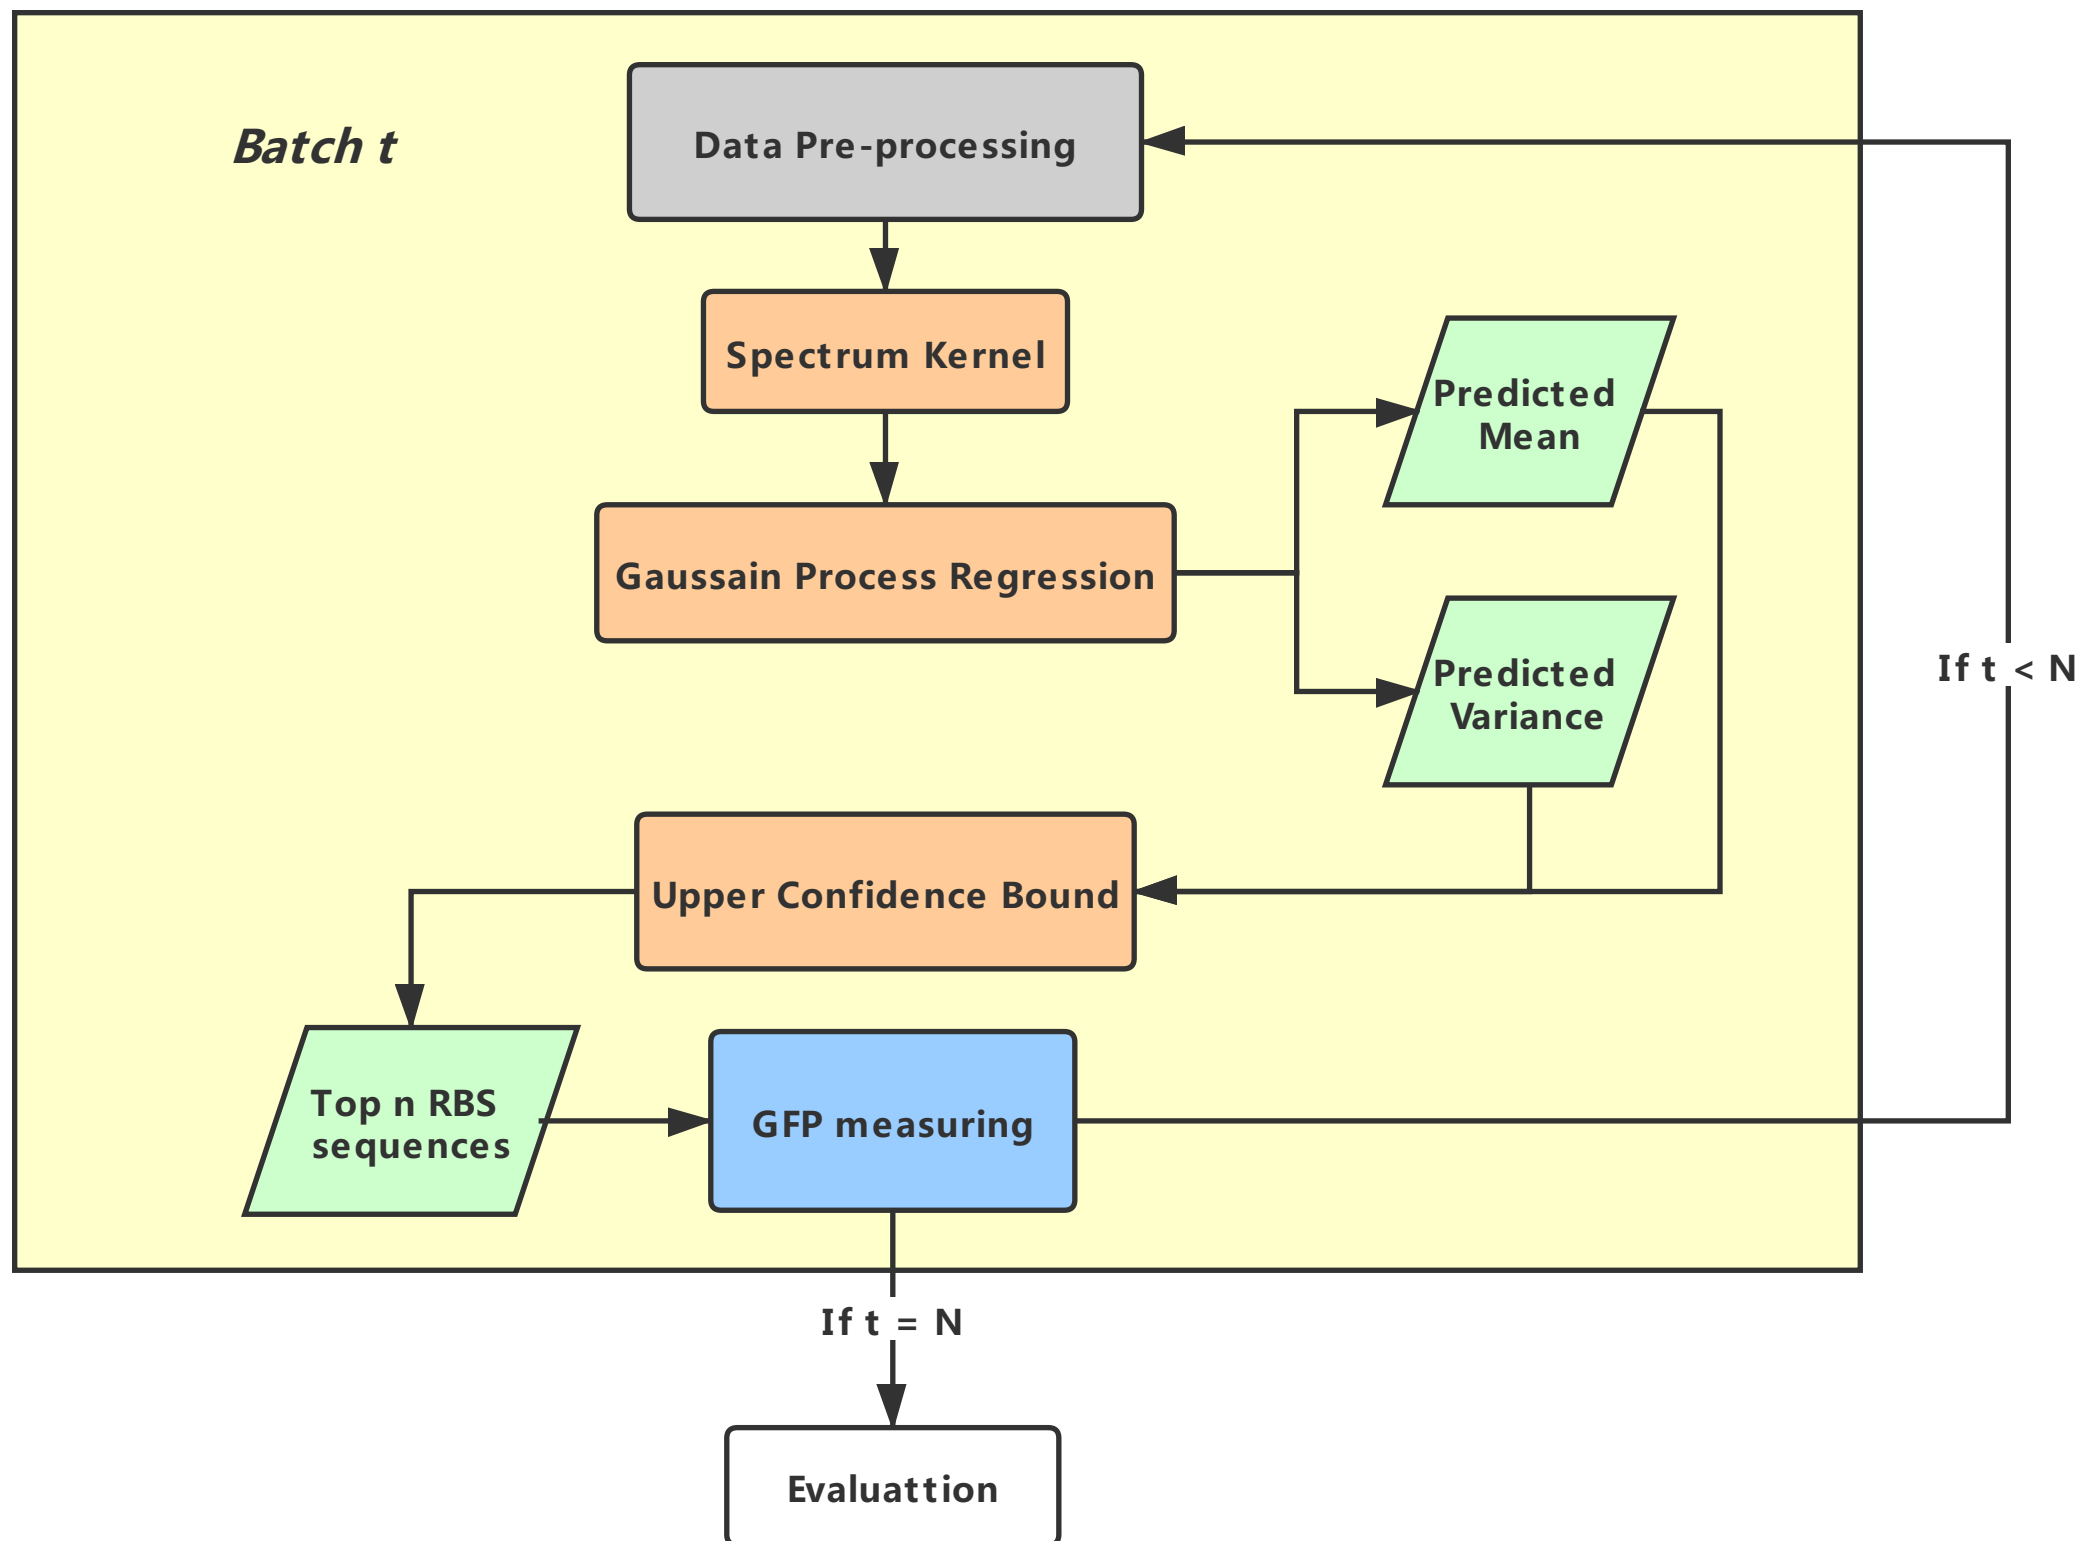 Batch t
Data Pre-processing
Spectrum Kernel
Predicted
Mean
Gaussain Process Regression
Predicted
Variance
If t < N
Upper Confidence Bound
Top n RBS
sequences
GFP measuring
If t = N
Evaluattion